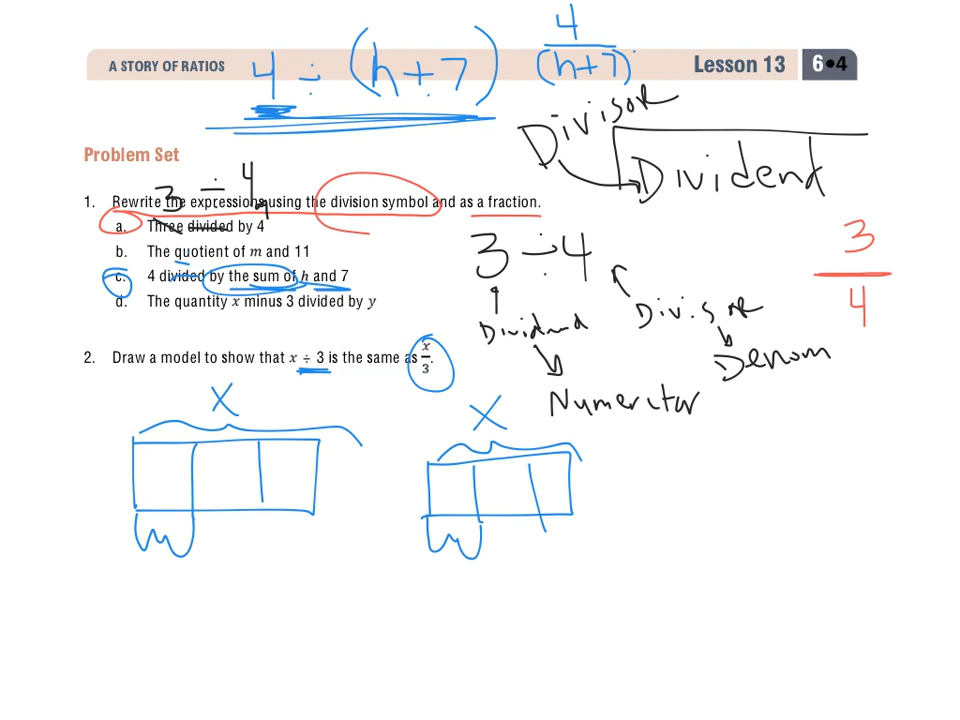 4 ÷ (h+7)
4/(h+7)
A STORY OF RATIOS
Lesson 13
6•4
Divisor
Divident
Problem Set
3 ÷ 4
1. Rewrite the expressions using the division symbol and as a fraction.
a. Three divided by 4
b. The quotient of m and 11
c. 4 divided by the sum of h and 7
d. The quantity x minus 3 divided by y
3 ÷ 4
3/4
Dividend
Divisor
Numerator
Denom
2. Draw a model to show that x ÷ 3 is the same as x/3.
X
X